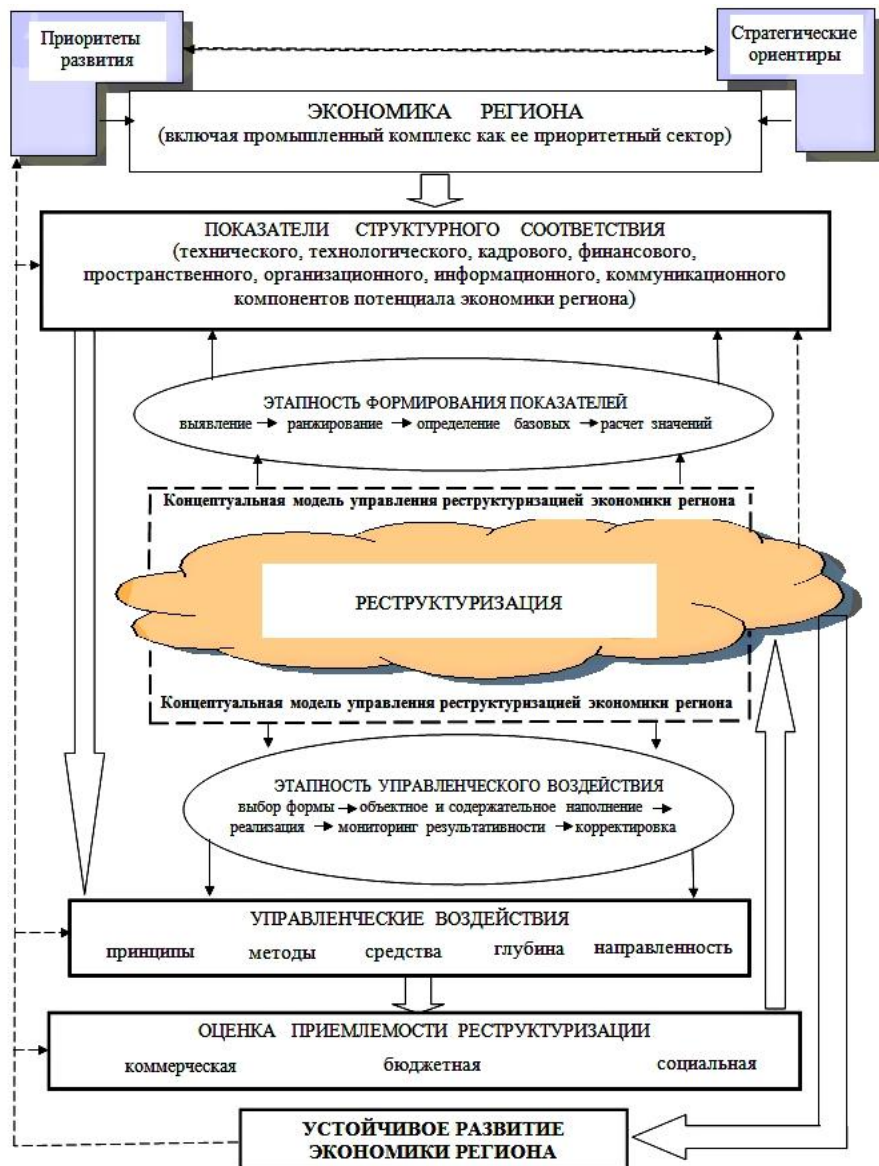 Приоритеты
развития
Стратегические
ориентиры
ЭКОНОМИКА РЕГИОНА
(включая промышленный комплекс как ее приоритетный сектор)
ПОКАЗАТЕЛИ СТРУКТУРНОГО СООТВЕТСТВИЯ
(технического, технологического, кадрового, финансового,
пространственного, организационного, информационного, коммуникационного
компонентов потенциала экономики региона)
ЭТАПНОСТЬ ФОРМИРОВАНИЯ ПОКАЗАТЕЛЕЙ
выявление → ранжирование → определение базовых → расчет значений
Концептуальная модель управления реструктуризацией экономики региона
РЕСТРУКТУРИЗАЦИЯ
Концептуальная модель управления реструктуризацией экономики региона
ЭТАПНОСТЬ УПРАВЛЕНЧЕСКОГО ВОЗДЕЙСТВИЯ
выбор формы → объектное и содержательное наполнение →
реализация → мониторинг результативности → корректировка
УПРАВЛЕНЧЕСКИЕ ВОЗДЕЙСТВИЯ
принципы методы средства глубина направленность
ОЦЕНКА ПРИЕМЛЕМОСТИ РЕСТРУКТУРИЗАЦИИ
коммерческая бюджетная социальная
УСТОЙЧИВОЕ РАЗВИТИЕ
ЭКОНОМИКИ РЕГИОНА